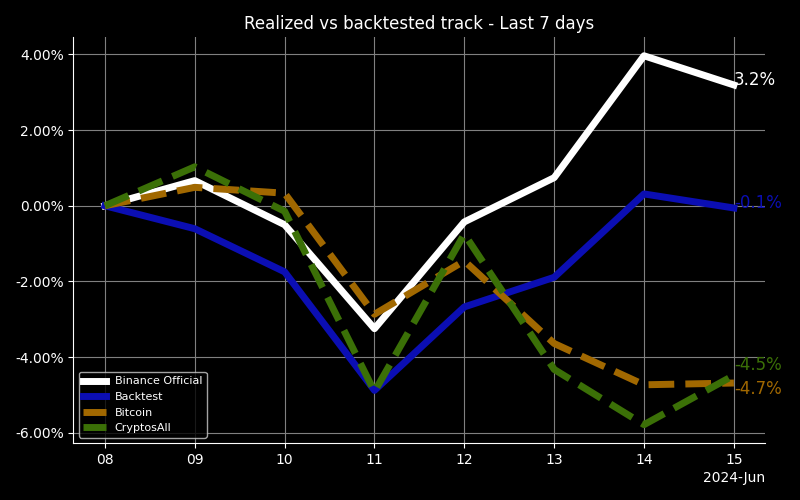 Realized vs backtested track - Last 7 days
4.00%
2.00%
0.00%
-2.00%
-4.00%
-6.00%
3.2%
-0.1%
-4.5%
-4.7%
Binance Official
Backtest
Bitcoin
CryptosAll
08 09 10 11 12 13 14 15
2024-Jun